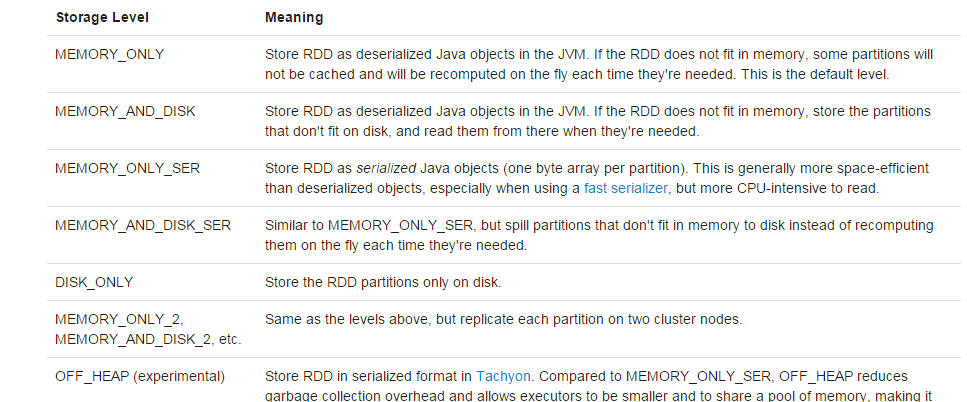 Storage Level Meaning
MEMORY_ONLY Store RDD as deserialized Java objects in the JVM. If the RDD does not fit in memory, some partitions will
not be cached and will be recomputed on the fly each time they're needed. This is the default level.
MEMORY_AND_DISK Store RDD as deserialized Java objects in the JVM. If the RDD does not fit in memory, store the partitions
that don't fit on disk, and read them from there when they're needed.
MEMORY_ONLY_SER Store RDD as serialized Java objects (one byte array per partition). This is generally more space-efficient
than deserialized objects, especially when using a fast serializer, but more CPU-intensive to read.
MEMORY_AND_DISK_SER Similar to MEMORY_ONLY_SER, but spill partitions that don't fit in memory to disk instead of recomputing
them on the fly each time they're needed.
DISK_ONLY Store the RDD partitions only on disk.
MEMORY_ONLY_2, Same as the levels above, but replicate each partition on two cluster nodes.
MEMORY_AND_DISK_2, etc.
OFF_HEAP (experimental) Store RDD in serialized format in Tachyon. Compared to MEMORY_ONLY_SER, OFF_HEAP reduces
garbage collection overhead and allows executors to be smaller and to share a pool of memory, making it